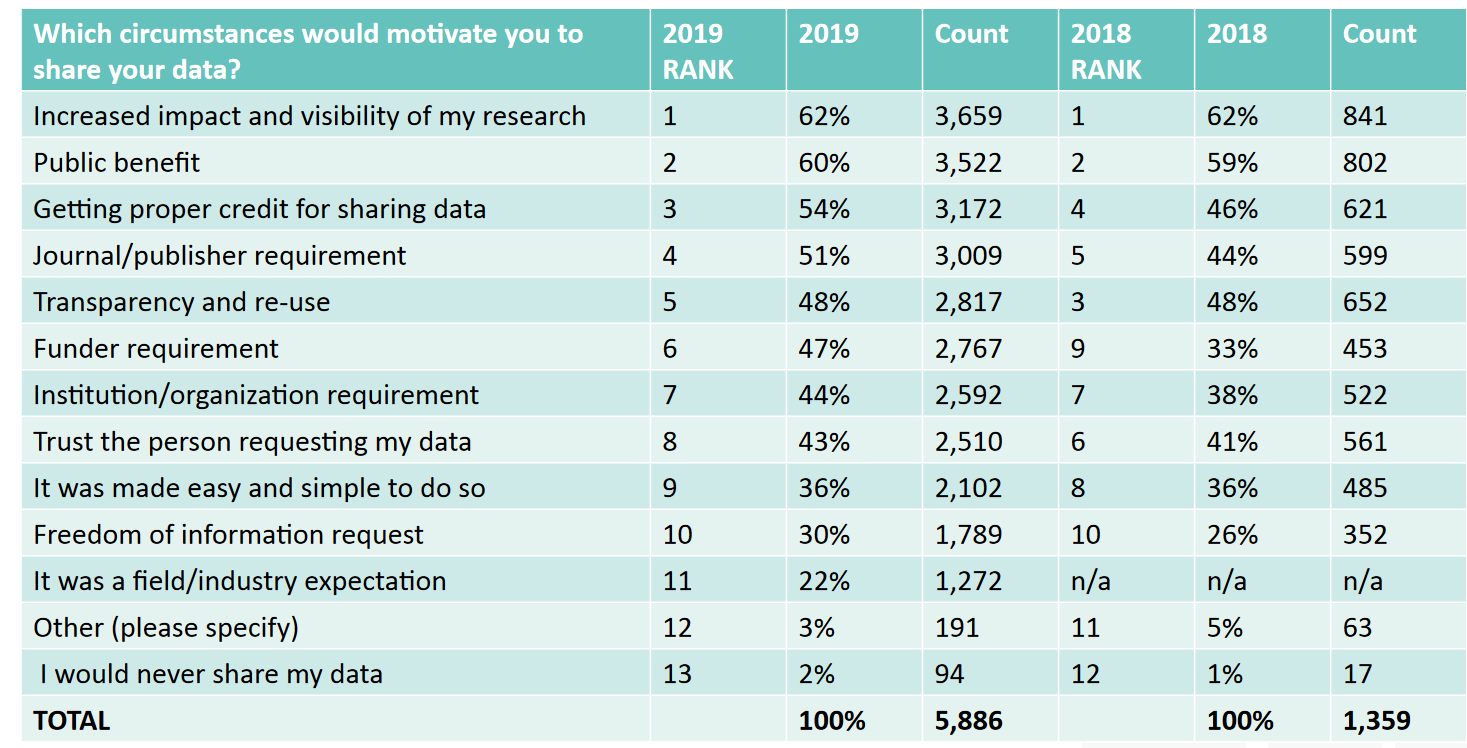 Which circumstances would motivate you to share your data? 2019 RANK 2019 Count 2018 RANK 2018 Count
Increased impact and visibility of my research 1 62% 3,659 1 62% 841
Public benefit 2 60% 3,522 2 59% 802
Getting proper credit for sharing data 3 54% 3,172 4 46% 621
Journal/publisher requirement 4 51% 3,009 5 44% 599
Transparency and re-use 5 48% 2,817 3 48% 652
Funder requirement 6 47% 2,767 9 33% 453
Institution/organization requirement 7 44% 2,592 7 38% 522
Trust the person requesting my data 8 43% 2,510 6 41% 561
It was made easy and simple to do so 9 36% 2,102 8 36% 485
Freedom of information request 10 30% 1,789 10 26% 352
It was a field/industry expectation 11 22% 1,272 n/a n/a n/a
Other (please specify) 12 3% 191 11 5% 63
I would never share my data 13 2% 94 12 1% 17
TOTAL 100% 5,886 100% 1,359